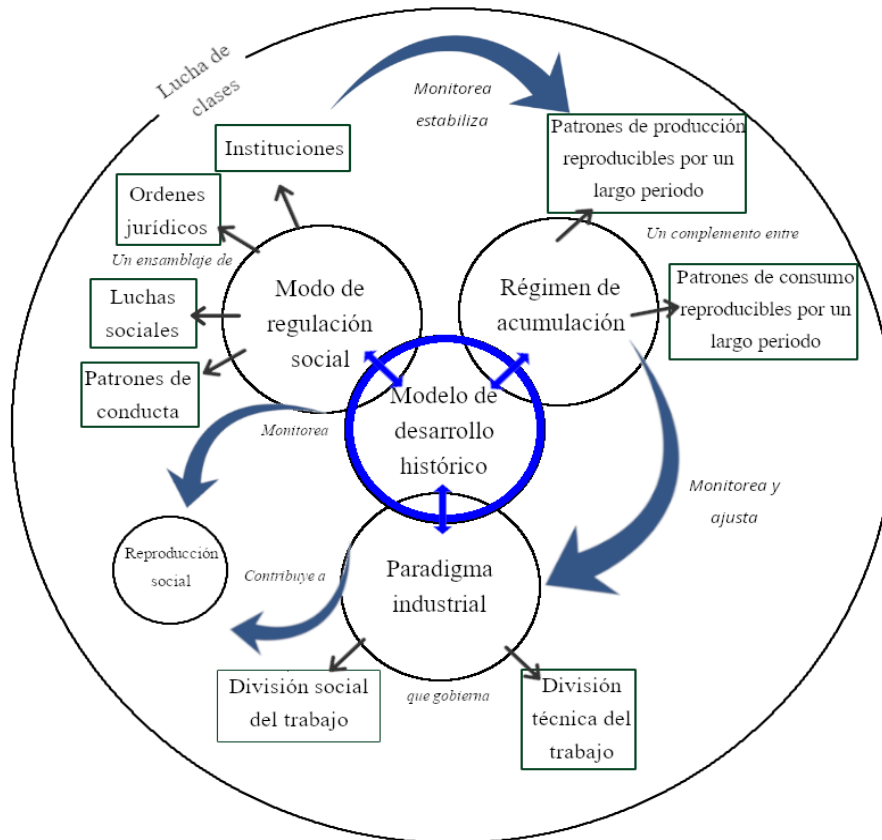 Lucha de
clases
Monitorea
estabiliza
Instituciones
Patrones de producción
reproducibles por un
largo periodo
Ordenes
jurídicos
Un ensamblaje de
Un complemento entre
Luchas
sociales
Modo de
regulación
social
Régimen de
acumulación
Patrones de consumo
reproducibles por un
largo periodo
Patrones de
conducta
Modelo de
desarrollo
histórico
Monitorea
Monitorea y
ajusta
Reproducción
social
Contribuye a
Paradigma
industrial
División social
del trabajo
que gobierna
División
técnica del
trabajo